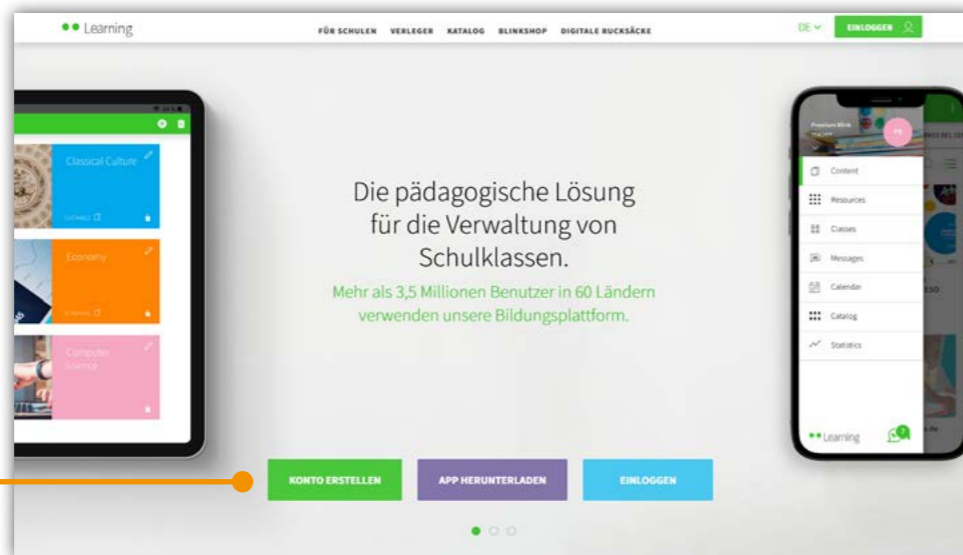 Learning
FÜR SCHULEN VERLEGER KATALOG BLINKSHOP DIGITALE RUCKSÄCKE
DE
EINLOGGEN
Classical Culture
Economy
Computer
Science
Die pädagogische Lösung
für die Verwaltung von
Schulklassen.
Mehr als 3,5 Millionen Benutzer in 60 Ländern
verwenden unsere Bildungsplattform.
Premium Blink
Content
Resources
Classes
Messages
Calendar
Catalog
Statistics
Learning
KONTO ERSTELLEN
APP HERUNTERLADEN
EINLOGGEN